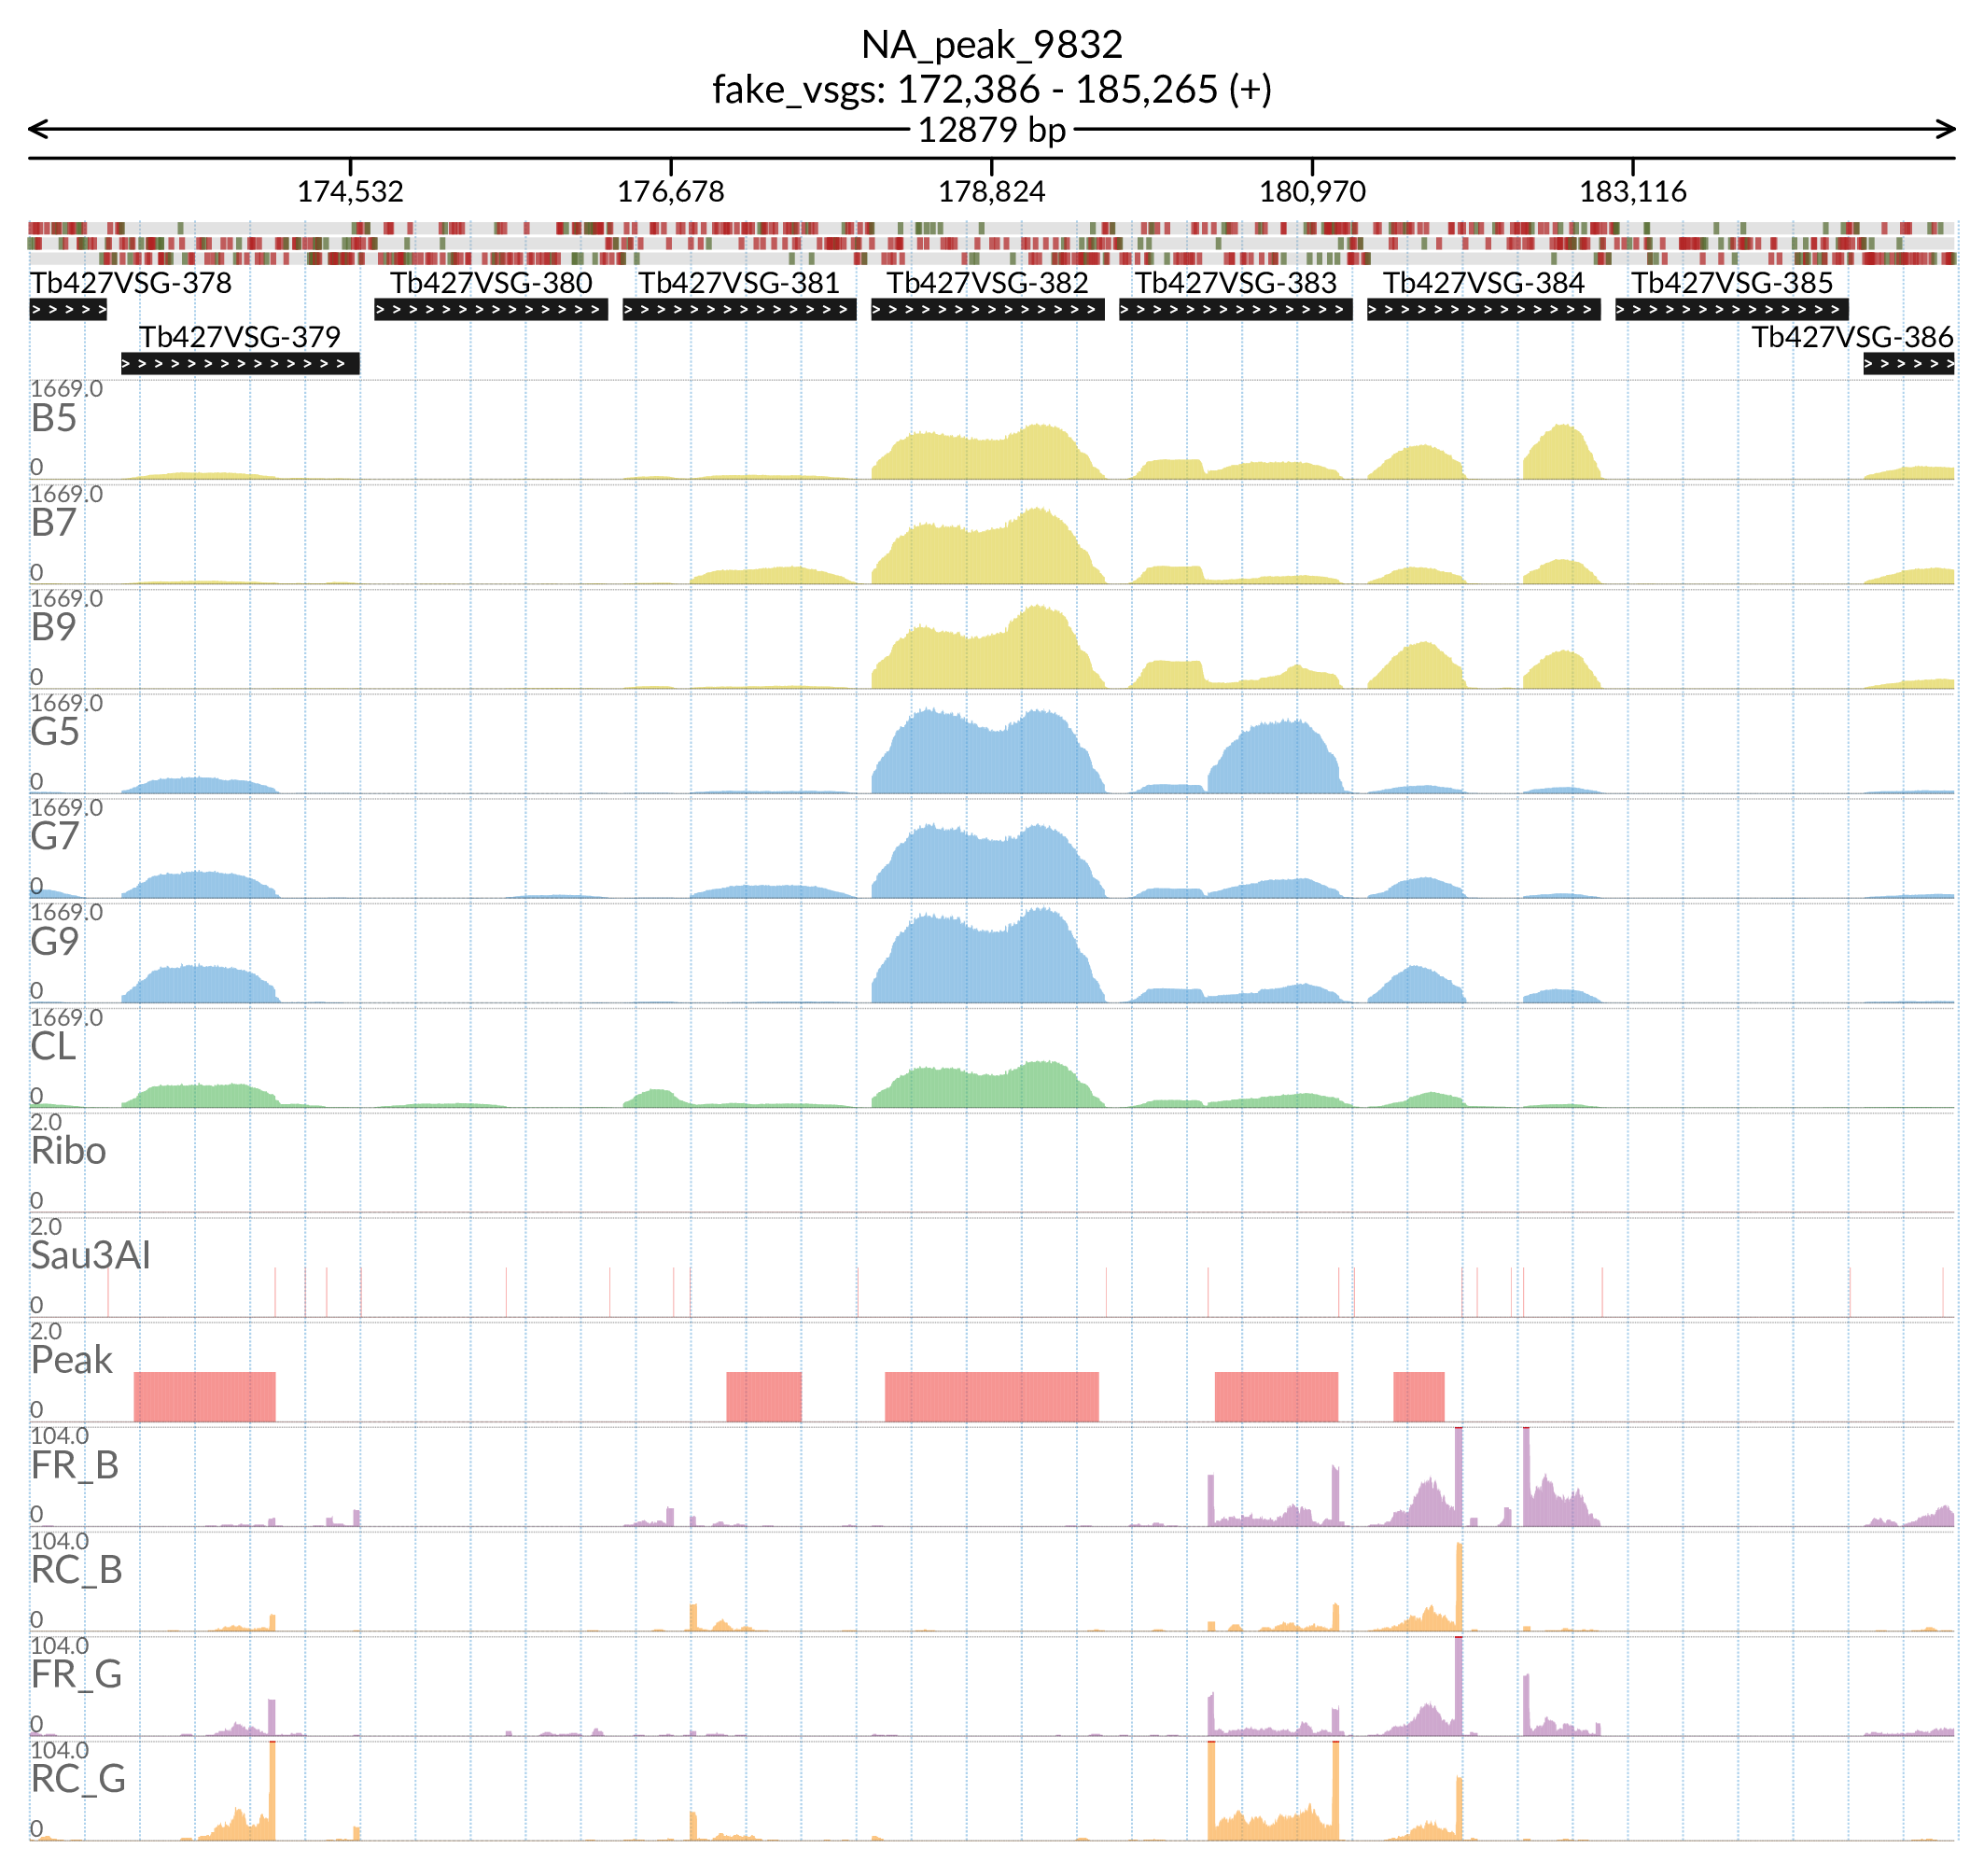 NA_peak_9832
fake_vsgs: 172,386 - 185,265 (+)
12879 bp
174,532 176,678 178,824 180,970 183,116
Tb427VSG-378 Tb427VSG-380 Tb427VSG-381 Tb427VSG-382 Tb427VSG-383 Tb427VSG-384 Tb427VSG-385
Tb427VSG-379 Tb427VSG-386
1669.0
B5
0
1669.0
B7
0
1669.0
B9
0
1669.0
G5
0
1669.0
G7
0
1669.0
G9
0
1669.0
CL
0
2.0
Ribo
0
2.0
Sau3AI
0
2.0
Peak
0
104.0
FR_B
0
104.0
RC_B
0
104.0
FR_G
0
104.0
RC_G
0